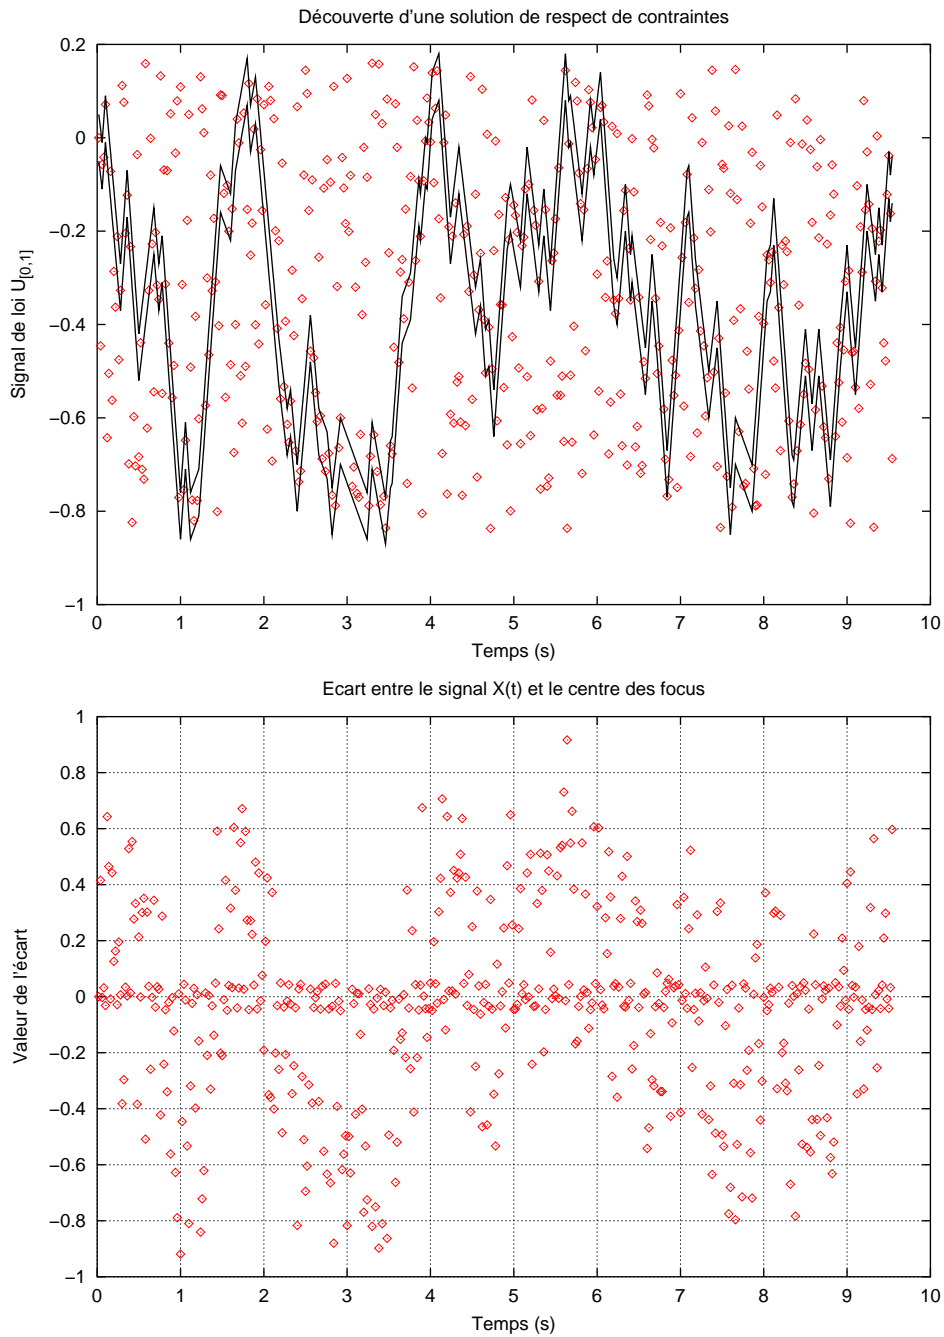 Découverte d'une solution de respect de contraintes
0.2
0
−0.2
−0.4
−0.6
−0.8
−1
Signal de loi U[0,1]
0 1 2 3 4 5 6 7 8 9 10
Temps (s)
Ecart entre le signal X(t) et le centre des focus
1
0.8
0.6
0.4
0.2
0
−0.2
−0.4
−0.6
−0.8
−1
Valeur de l'écart
0 1 2 3 4 5 6 7 8 9 10
Temps (s)